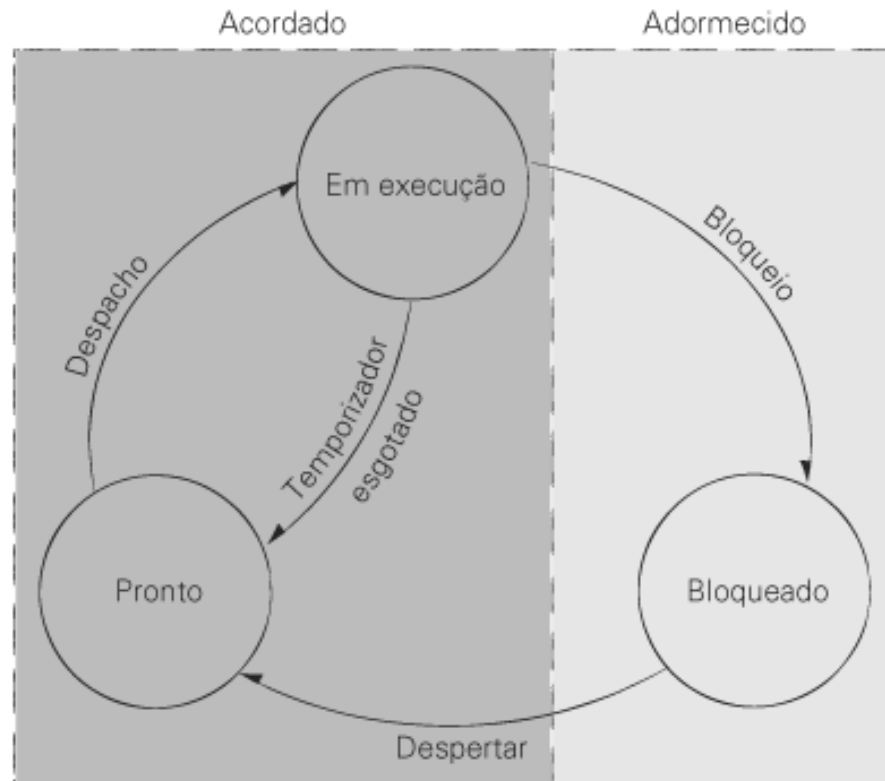 Acordado
Adormecido
Em execução
Bloqueio
Despacho
Temporizador
esgotado
Pronto
Bloqueado
Despertar